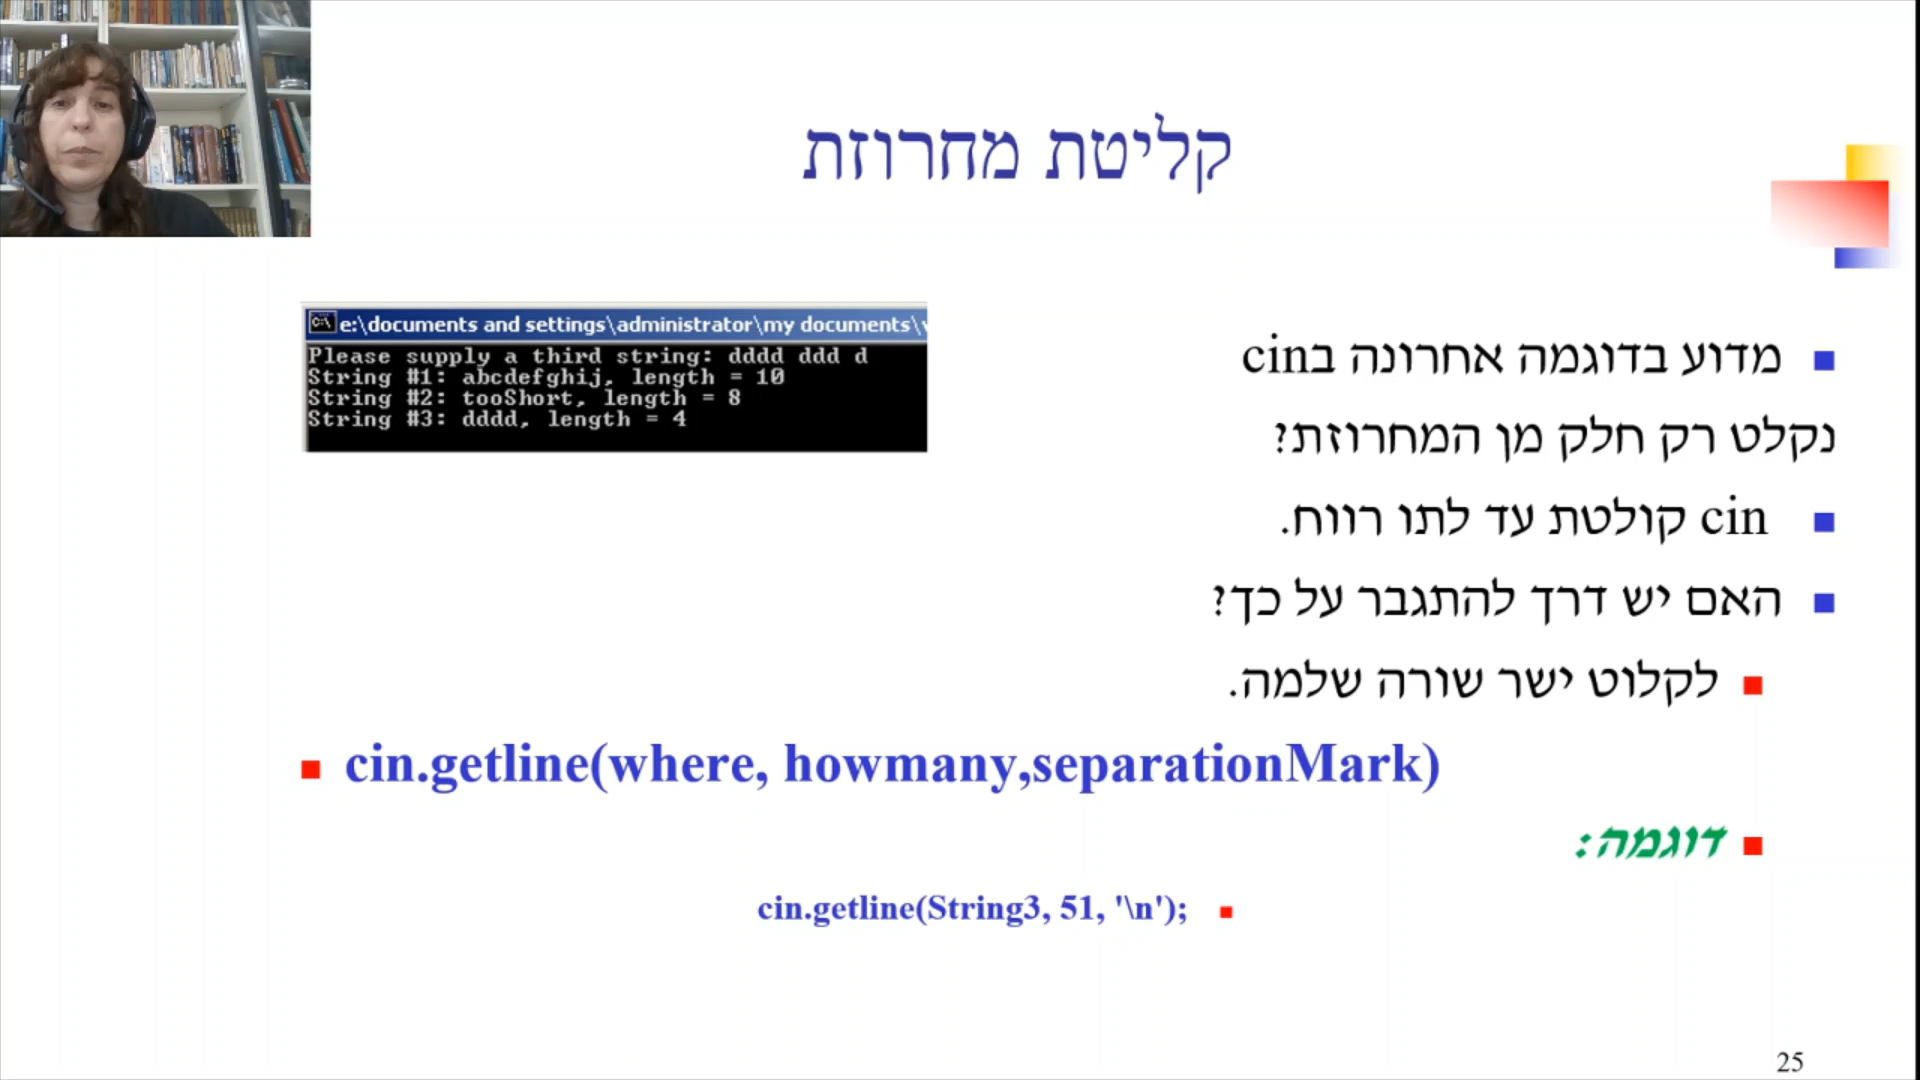 קליטת מחרוזת
e:\documents and settings\administrator\my documents\
Please supply a third string: dddd ddd d
String #1: abcdefghij, length = 10
String #2: tooShort, length = 8
String #3: dddd, length = 4
מדוע בדוגמה אחרונה בcin
נקלט רק חלק מן המחרוזת?
cin קולטת עד לתו רווח.
האם יש דרך להתגבר על כך?
לקלוט ישר שורה שלמה.
cin.getline(where, howmany,separationMark)
דוגמה:
cin.getline(String3, 51, '\n');
25